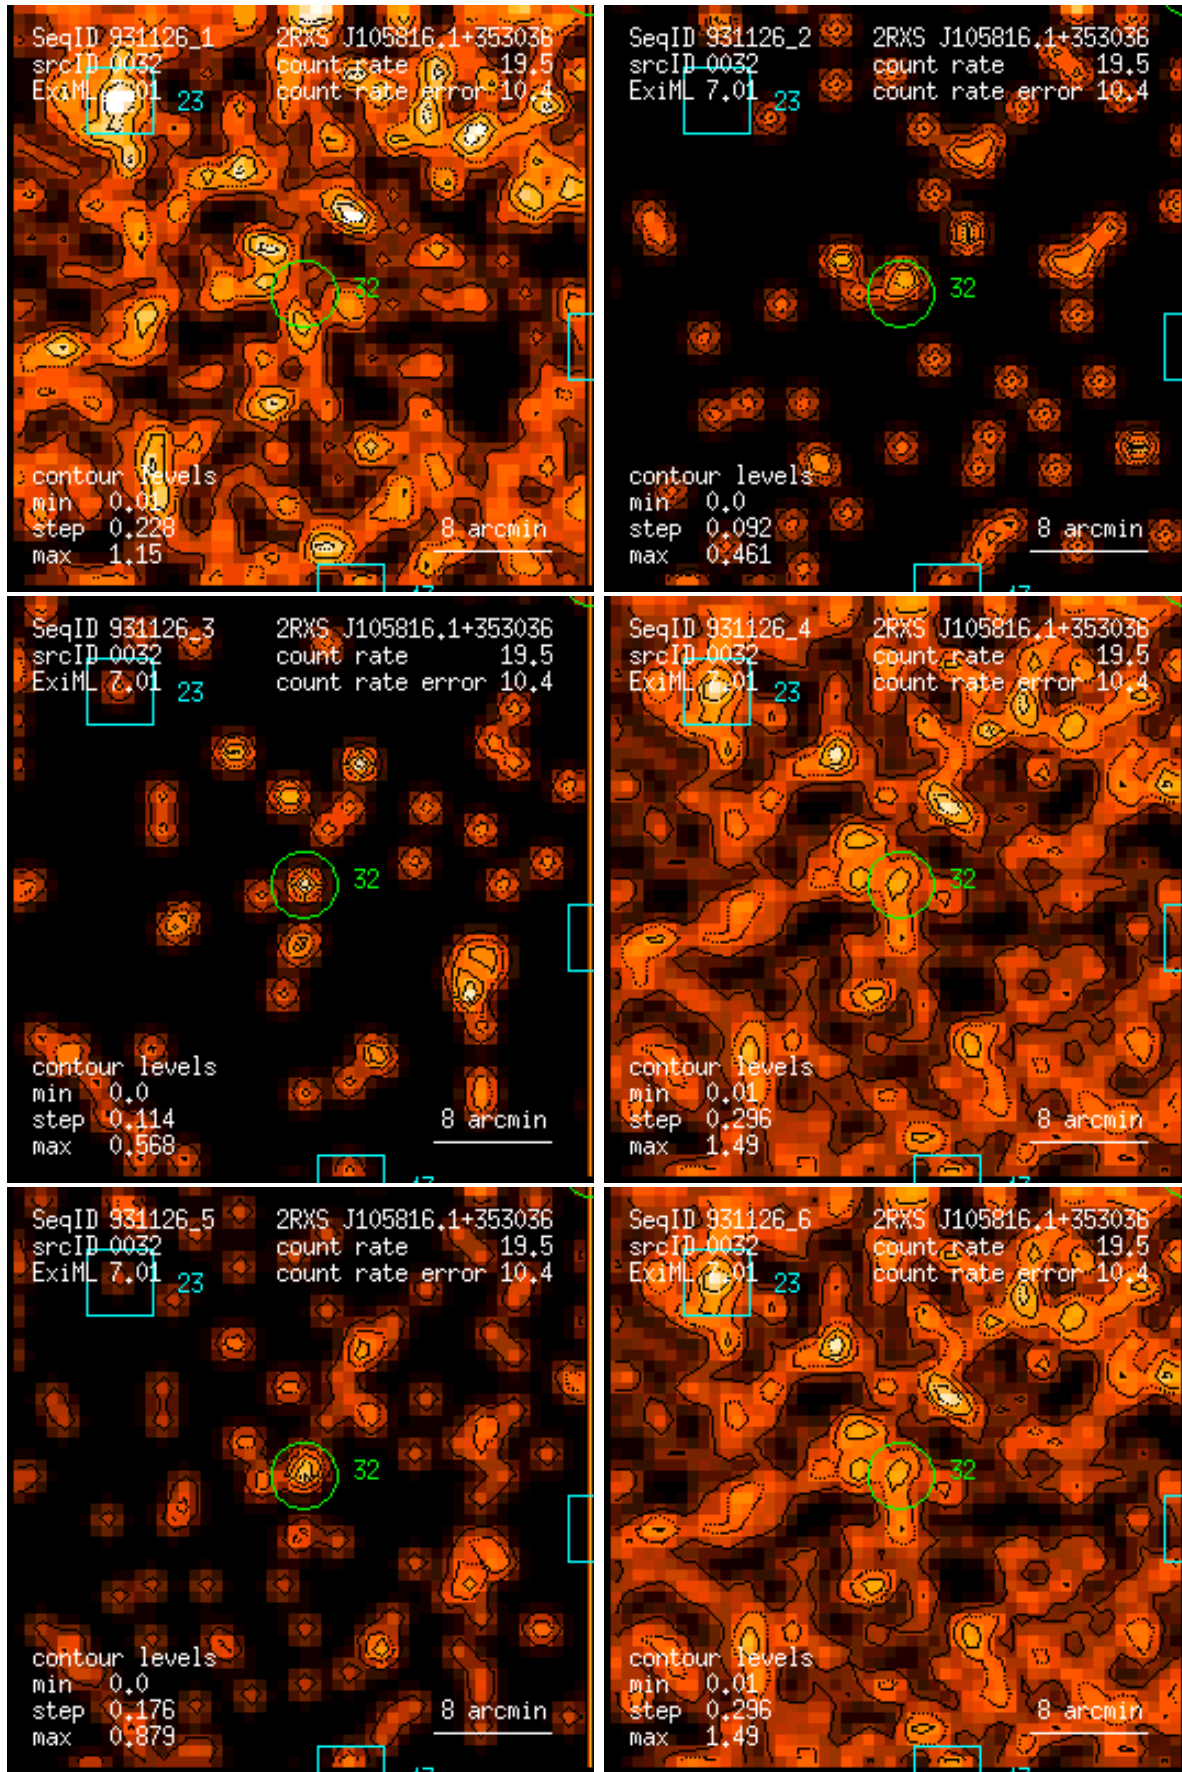 SeqID 931126_1 2RXS J105816.1+353036
srcID 0032 count rate 19.5
ExiML 7.01 23 count rate error 10.4
32
contour levels
min 0.01
step 0.228
max 1.15
8 arcmin
SeqID 931126_2 2RXS J105816.1+353036
srcID 0032 count rate 19.5
ExiML 7.01 23 count rate error 10.4
32
contour levels
min 0.0
step 0.092
max 0.461
8 arcmin
SeqID 931126_3 2RXS J105816.1+353036
srcID 0032 count rate 19.5
ExiML 7.01 23 count rate error 10.4
32
contour levels
min 0.0
step 0.114
max 0.568
8 arcmin
SeqID 931126_4 2RXS J105816.1+353036
srcID 0032 count rate 19.5
ExiML 7.01 23 count rate error 10.4
32
contour levels
min 0.01
step 0.296
max 1.49
8 arcmin
SeqID 931126_5 2RXS J105816.1+353036
srcID 0032 count rate 19.5
ExiML 7.01 23 count rate error 10.4
32
contour levels
min 0.0
step 0.176
max 0.879
8 arcmin
SeqID 931126_6 2RXS J105816.1+353036
srcID 0032 count rate 19.5
ExiML 7.01 23 count rate error 10.4
32
contour levels
min 0.01
step 0.296
max 1.49
8 arcmin